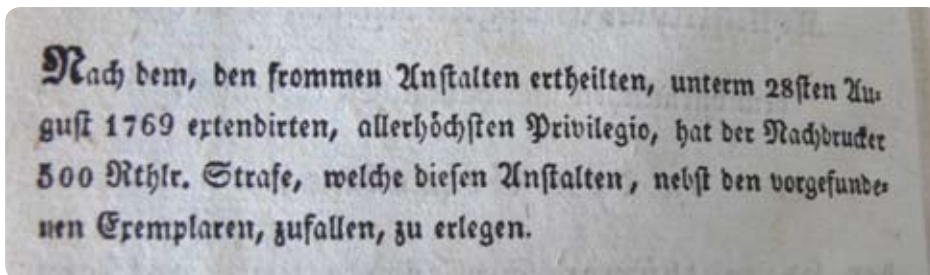 Nach dem, den frommen Anſtalten ertheilten, unterm 28ſten Au⸗
guſt 1769 extendirten, allerhöchſten Privilegio, hat der Nachdrucker
500 Rthlr. Strafe, welche dieſen Anſtalten, nebſt den vorgefunde⸗
nen Exemplaren, zufallen, zu erlegen.